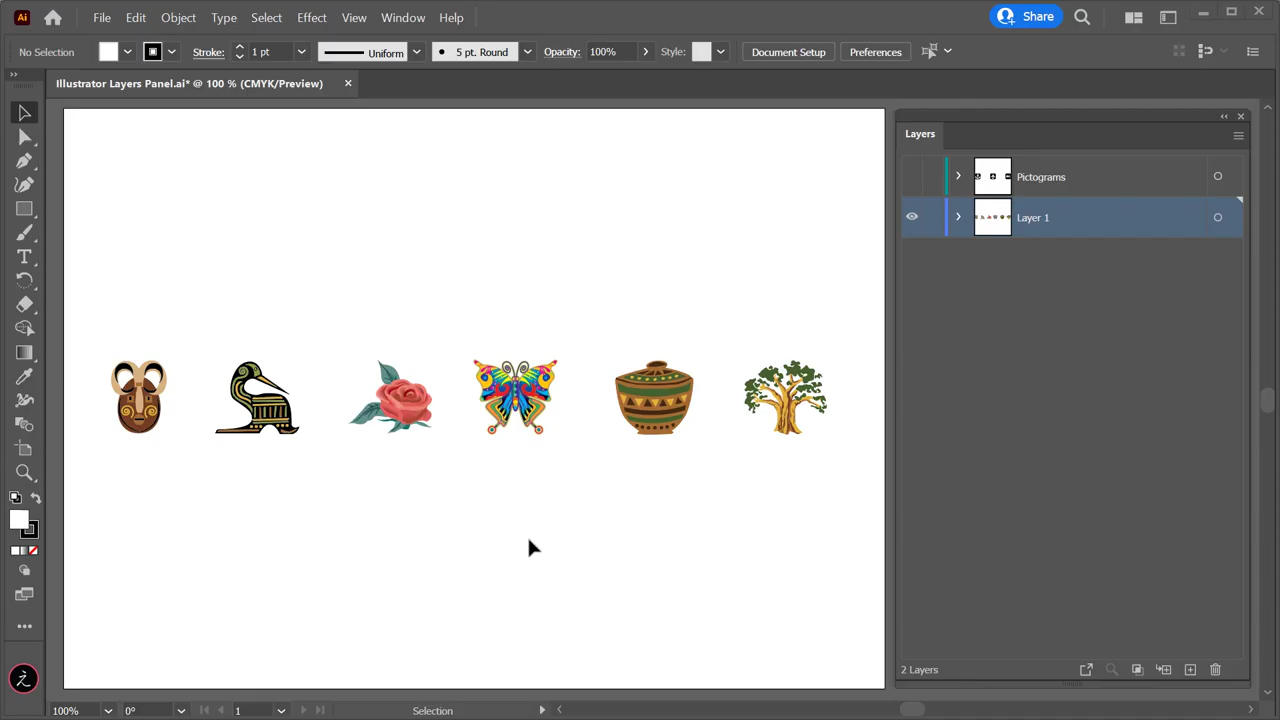 Ai File Edit Object Type Select Effect View Window Help Share
No Selection Stroke: 1 pt Uniform 5 pt. Round Opacity: 100% Style: Document Setup Preferences
Illustrator Layers Panel.ai* @ 100 % (CMYK/Preview)
Layers
Pictograms
Layer 1
T
え
2 Layers
100% 0° 1 Selection